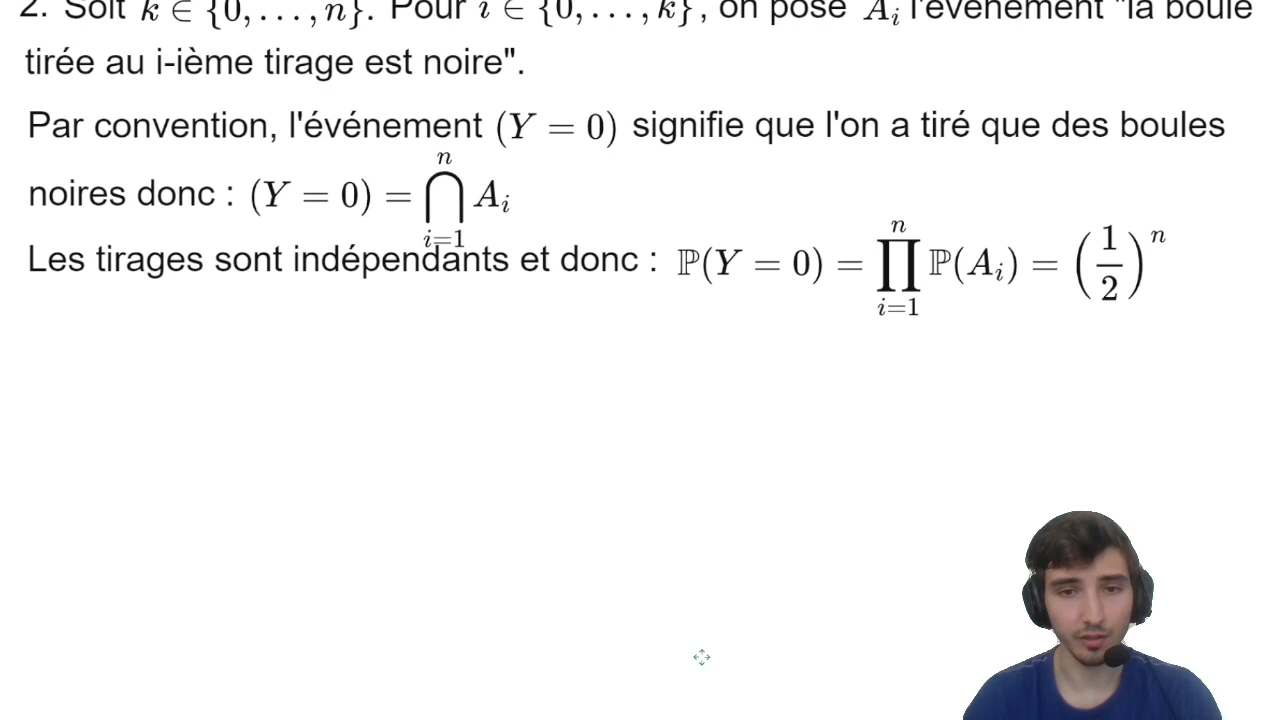 2. Soit k ∈ {0, . . . , n}. Pour i ∈ {0, . . . , k}, on pose A_i l'événement "la boule
tirée au i-ième tirage est noire".
Par convention, l'événement (Y = 0) signifie que l'on a tiré que des boules
noires donc : (Y = 0) = ⋂_{i=1}^{n} A_i
Les tirages sont indépendants et donc : ℙ(Y = 0) = ∏_{i=1}^{n} ℙ(A_i) = (1/2)^n